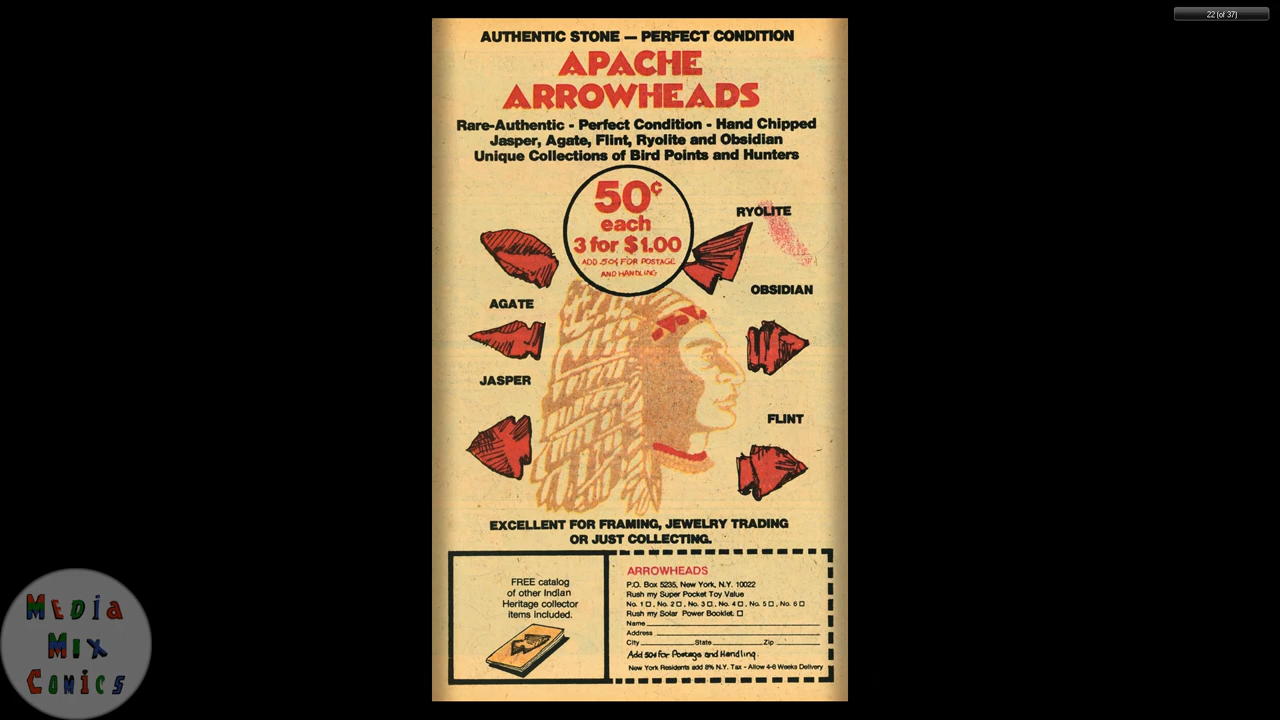 22 (of 37)
AUTHENTIC STONE — PERFECT CONDITION
APACHE
ARROWHEADS
Rare-Authentic - Perfect Condition - Hand Chipped
Jasper, Agate, Flint, Ryolite and Obsidian
Unique Collections of Bird Points and Hunters
50¢
each
3 for $1.00
ADD .50¢ FOR POSTAGE
AND HANDLING
RYOLITE
OBSIDIAN
AGATE
JASPER
FLINT
EXCELLENT FOR FRAMING, JEWELRY TRADING
OR JUST COLLECTING.
FREE catalog
of other Indian
Heritage collector
items included.
ARROWHEADS
P.O. Box 5235, New York, N.Y. 10022
Rush my Super Pocket Toy Value
No. 1 □, No. 2 □, No. 3 □, No. 4 □, No. 5 □, No. 6 □
Rush my Solar Power Booklet. □
Name
Address
City State Zip
Add 50¢ for Postage and Handling.
New York Residents add 8% N.Y. Tax - Allow 4-6 Weeks Delivery
MEDiA
MIX
COMiCS